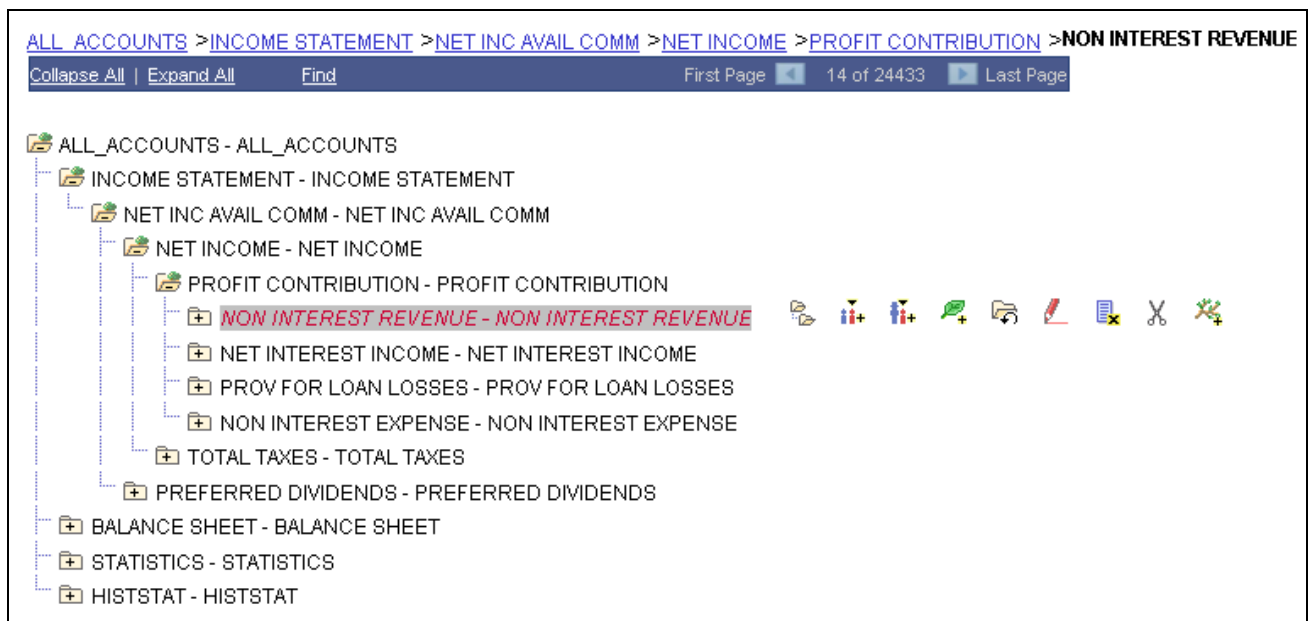 ALL_ACCOUNTS >INCOME STATEMENT >NET INC AVAIL COMM >NET INCOME >PROFIT CONTRIBUTION >NON INTEREST REVENUE
Collapse All | Expand All Find First Page 14 of 24433 Last Page
ALL_ACCOUNTS - ALL_ACCOUNTS
INCOME STATEMENT - INCOME STATEMENT
NET INC AVAIL COMM - NET INC AVAIL COMM
NET INCOME - NET INCOME
PROFIT CONTRIBUTION - PROFIT CONTRIBUTION
NON INTEREST REVENUE - NON INTEREST REVENUE
NET INTEREST INCOME - NET INTEREST INCOME
PROV FOR LOAN LOSSES - PROV FOR LOAN LOSSES
NON INTEREST EXPENSE - NON INTEREST EXPENSE
TOTAL TAXES - TOTAL TAXES
PREFERRED DIVIDENDS - PREFERRED DIVIDENDS
BALANCE SHEET - BALANCE SHEET
STATISTICS - STATISTICS
HISTSTAT - HISTSTAT